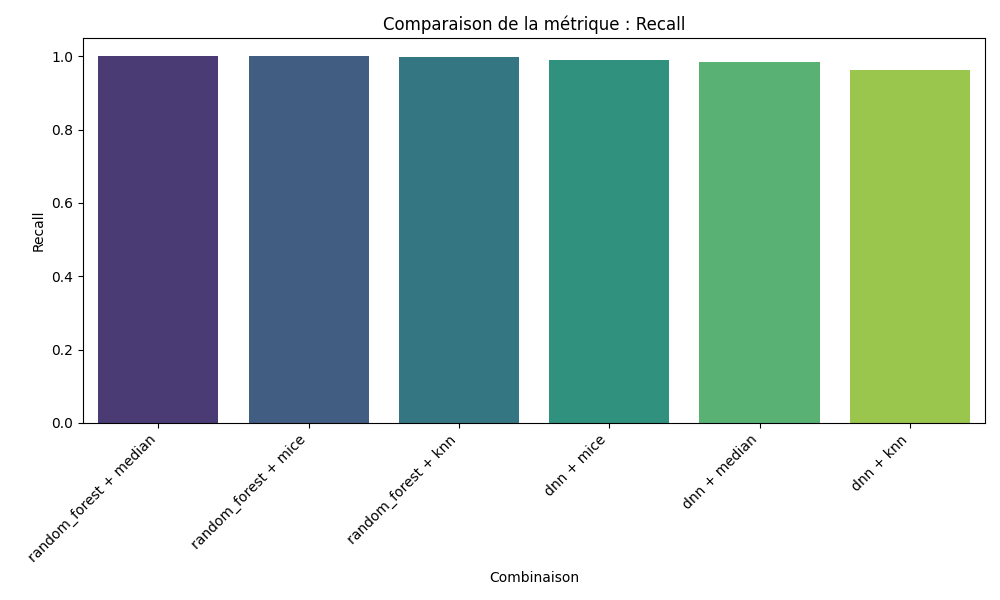 Comparaison de la métrique : Recall
1.0
0.8
0.6
0.4
0.2
0.0
Recall
random_forest + median
random_forest + mice
random_forest + knn
dnn + mice
dnn + median
dnn + knn
Combinaison